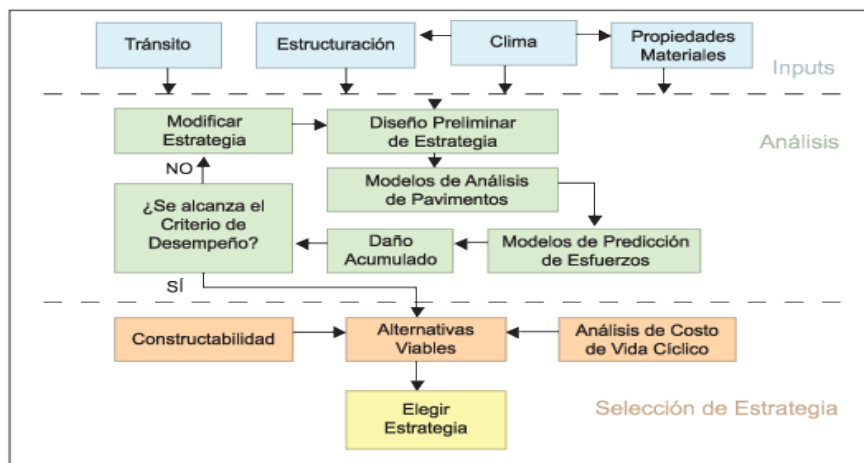 Tránsito
Estructuración
Clima
Propiedades
Materiales
Inputs
Modificar
Estrategia
Diseño Preliminar
de Estrategia
Análisis
NO
Modelos de Análisis
de Pavimentos
¿Se alcanza el
Criterio de
Desempeño?
Daño
Acumulado
Modelos de Predicción
de Esfuerzos
SÍ
Constructabilidad
Alternativas
Viables
Análisis de Costo
de Vida Cíclico
Elegir
Estrategia
Selección de Estrategia